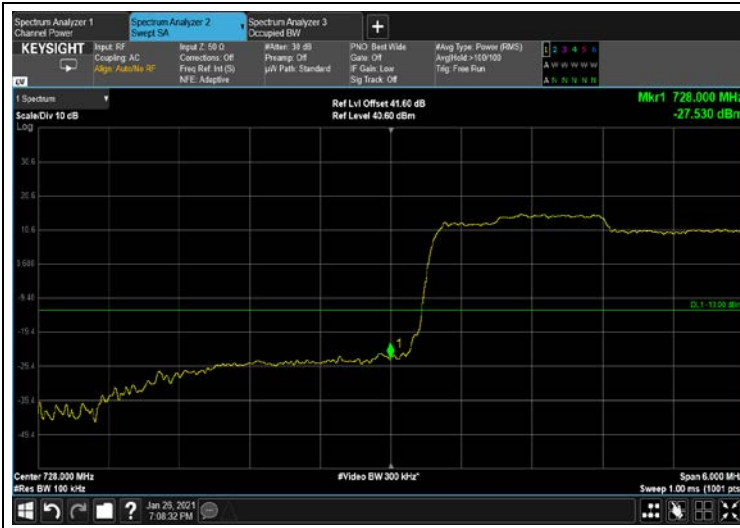 Spectrum Analyzer 1
Channel Power
Spectrum Analyzer 2
Swept SA
Spectrum Analyzer 3
Occupied BW
+
KEYSIGHT
LV
Input: RF
Coupling: AC
Align: Auto/No RF
Input Z: 50 Ω
Corrections: Off
Freq Ref: Int (S)
NFE: Adaptive
#Atten: 30 dB
Preamp: Off
µW Path: Standard
PNO: Best Wide
Gate: Off
IF Gain: Low
Sig Track: Off
#Avg Type: Power (RMS)
Avg|Hold:>100/100
Trig: Free Run
1 2 3 4 5 6
A W W W W W
A N N N N N
1 Spectrum
Scale/Div 10 dB
Log
Ref Lvl Offset 41.60 dB
Ref Level 40.60 dBm
Mkr1 728.000 MHz
-27.530 dBm
30.6
20.6
10.6
-9.40
DL1 -13.00 dBm
-19.4
1
-29.4
-39.4
-49.4
Center 728.000 MHz
#Res BW 100 kHz
#Video BW 300 kHz*
Span 6.000 MHz
Sweep 1.00 ms (1001 pts)
?
Jan 26, 2021
7:08:32 PM